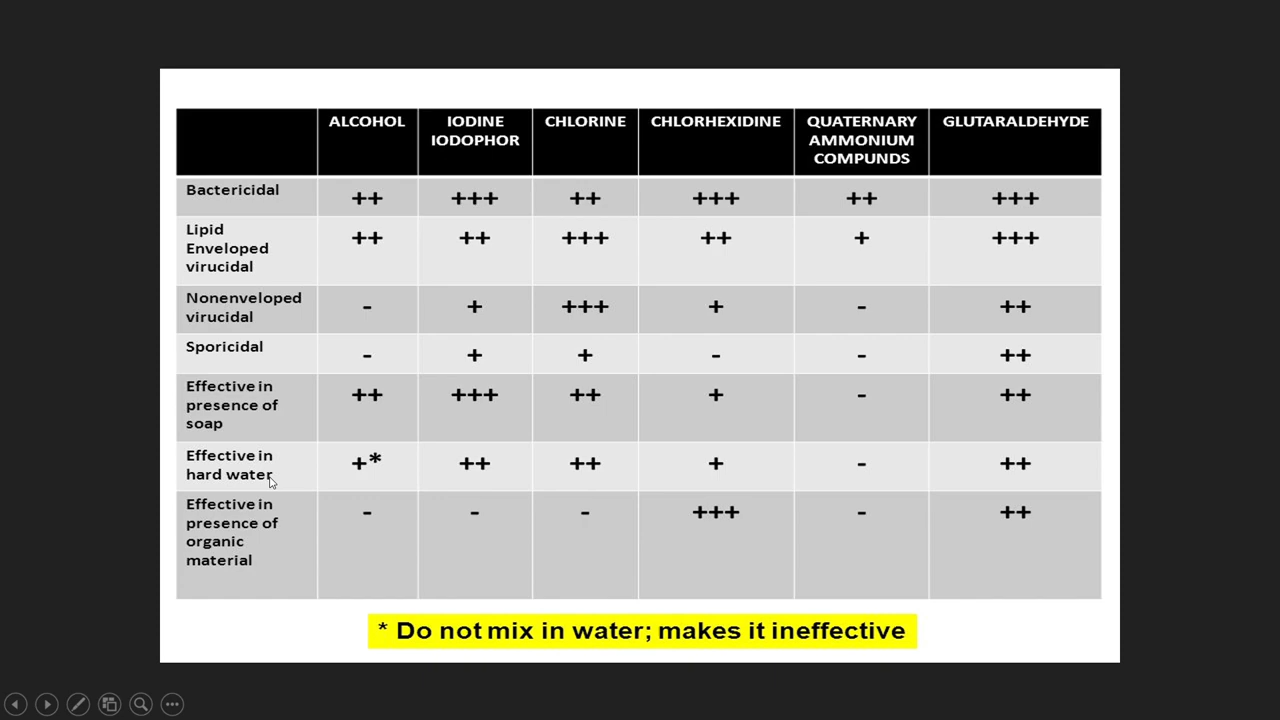 ALCOHOL IODINE IODOPHOR CHLORINE CHLORHEXIDINE QUATERNARY AMMONIUM COMPUNDS GLUTARALDEHYDE
Bactericidal ++ +++ ++ +++ ++ +++
Lipid
Enveloped
virucidal ++ ++ +++ ++ + +++
Nonenveloped
virucidal - + +++ + - ++
Sporicidal - + + - - ++
Effective in
presence of
soap ++ +++ ++ + - ++
Effective in
hard water +* ++ ++ + - ++
Effective in
presence of
organic
material - - - +++ - ++
* Do not mix in water; makes it ineffective